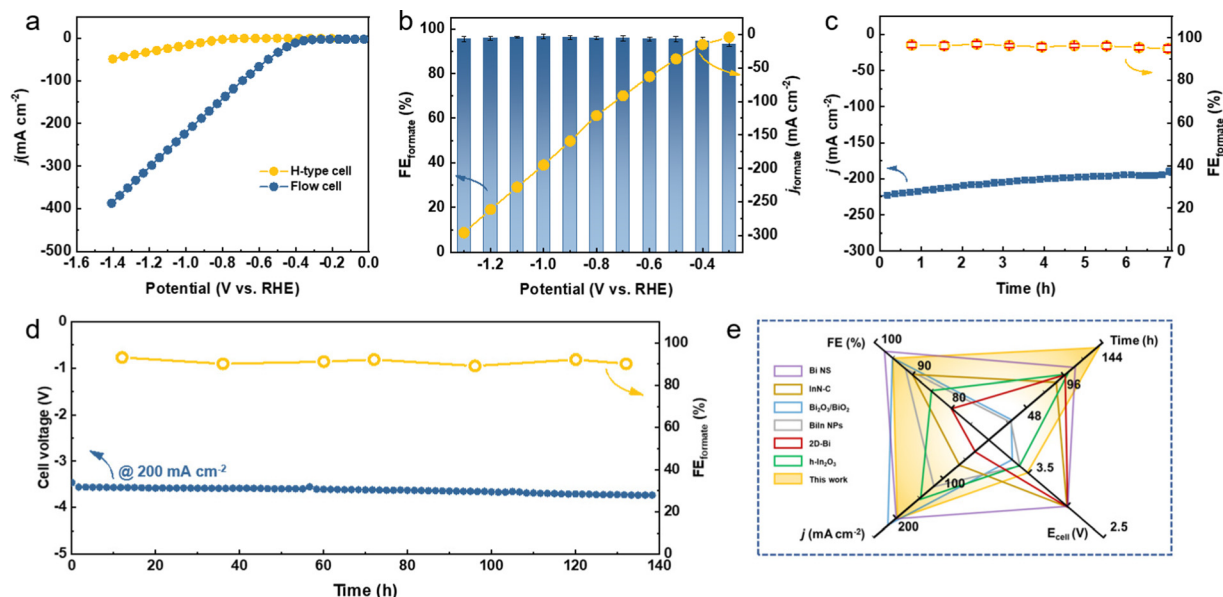 a
j(mA cm⁻²)
0
-100
-200
-300
-400
-500
H-type cell
Flow cell
-1.6 -1.4 -1.2 -1.0 -0.8 -0.6 -0.4 -0.2 0.0
Potential (V vs. RHE)
b
FE_formate (%)
100
80
60
40
20
0
j_formate (mA cm⁻²)
0
-50
-100
-150
-200
-250
-300
-1.2 -1.0 -0.8 -0.6 -0.4
Potential (V vs. RHE)
c
j (mA cm⁻²)
0
-50
-100
-150
-200
-250
-300
FE_formate (%)
100
80
60
40
20
0
0 1 2 3 4 5 6 7
Time (h)
d
Cell voltage (V)
0
-1
-2
-3
-4
-5
@ 200 mA cm⁻²
FE_formate (%)
100
80
60
40
20
0
0 20 40 60 80 100 120 138 140
Time (h)
e
FE (%)
100
90
80
Time (h)
144
96
48
Bi NS
InN-C
Bi₂O₃/BiO₂
BiIn NPs
2D-Bi
h-In₂O₃
This work
100
200
j (mA cm⁻²)
3.5
2.5
E_cell (V)